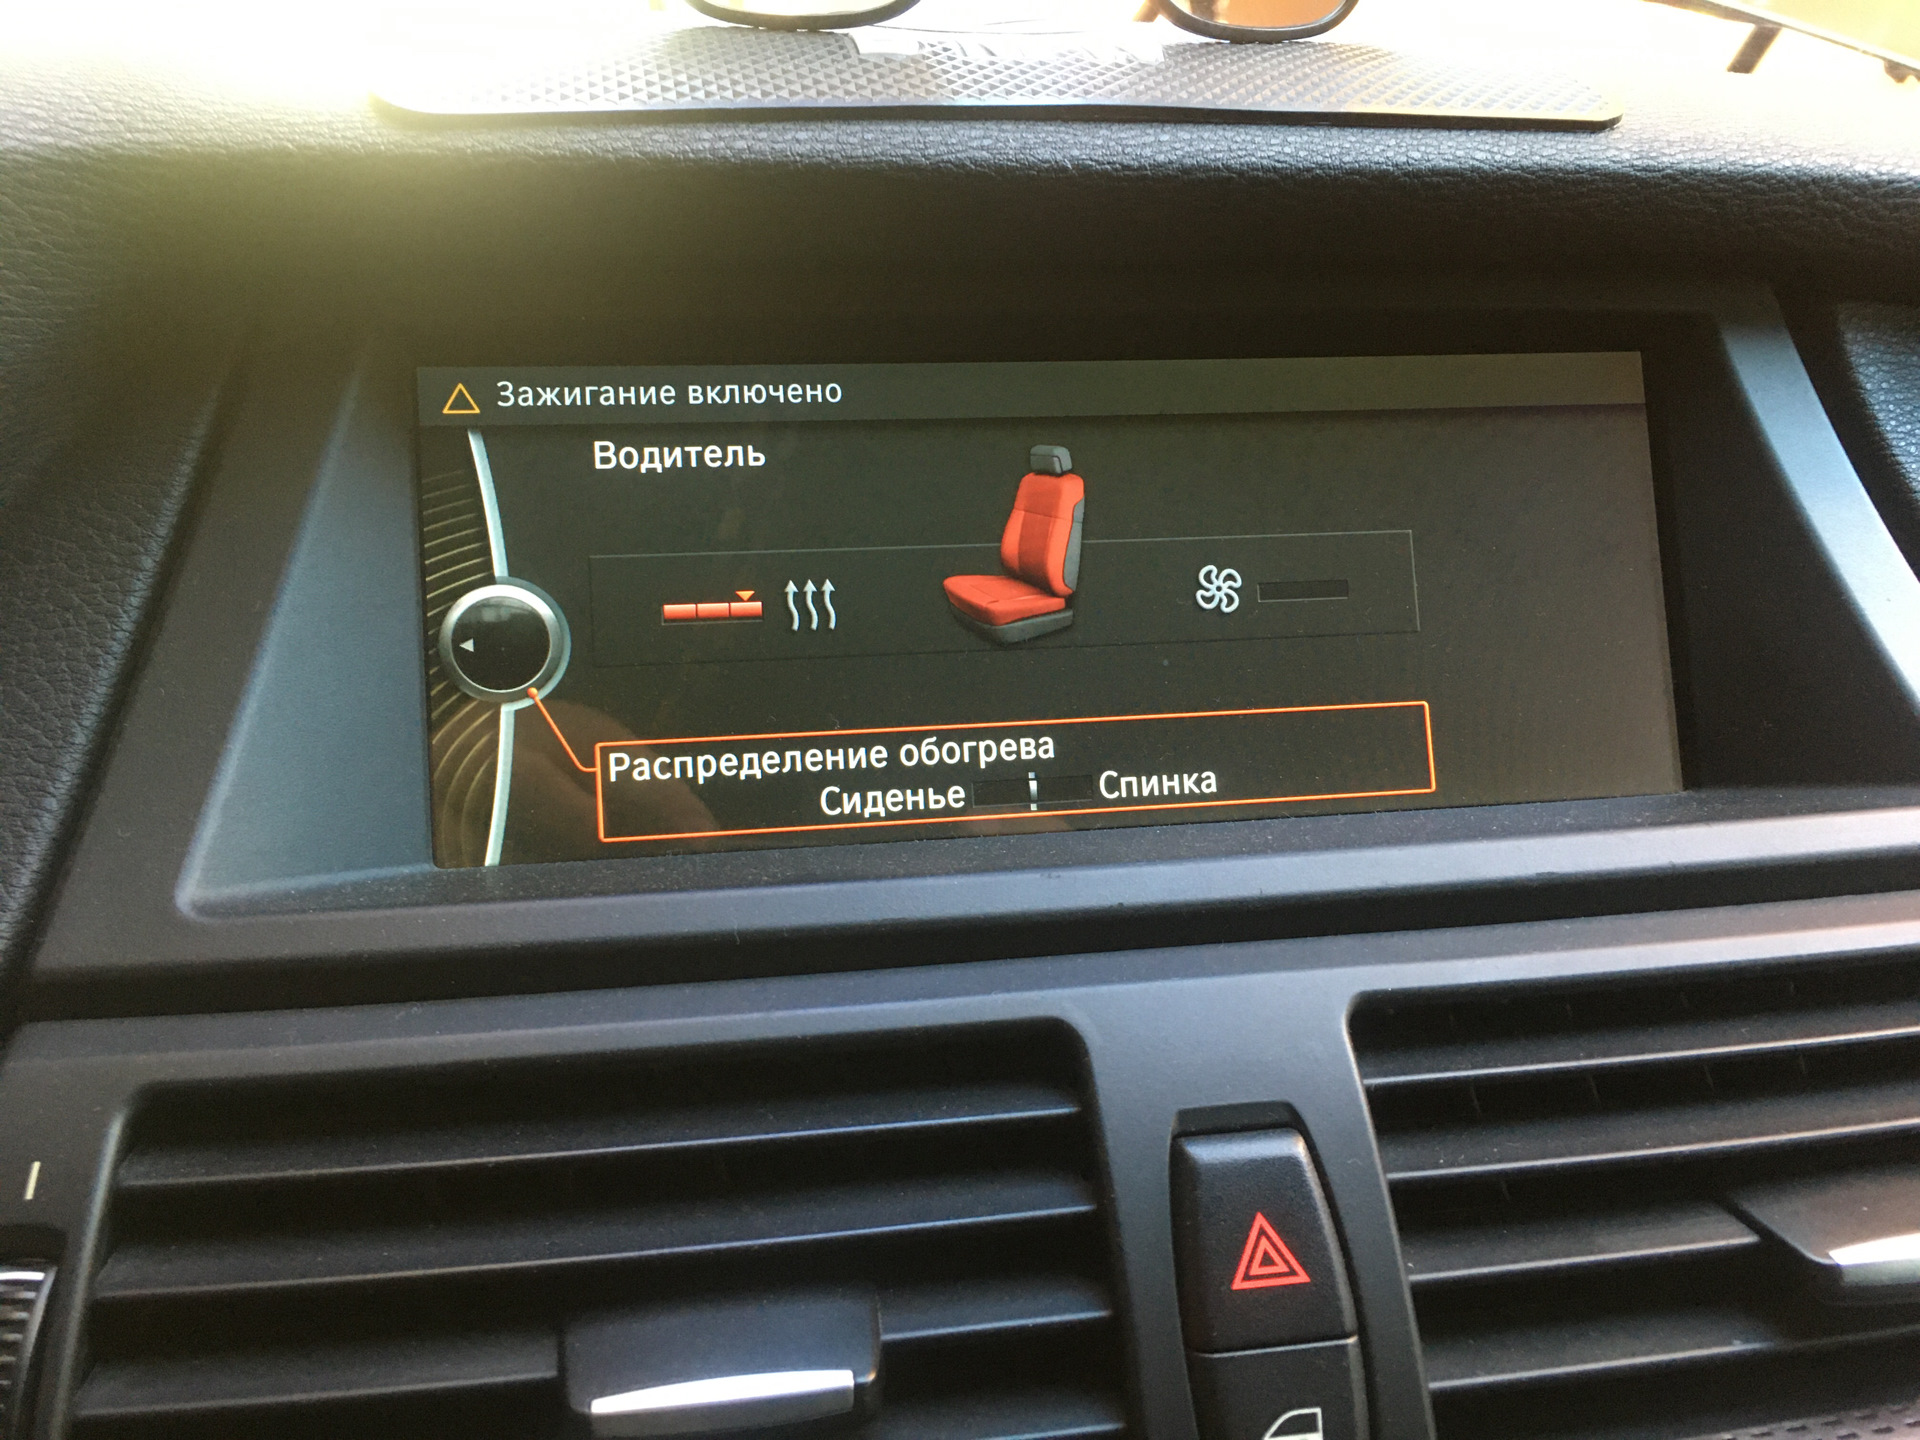 Зажигание включено
Водитель
Распределение обогрева
Сиденье Спинка